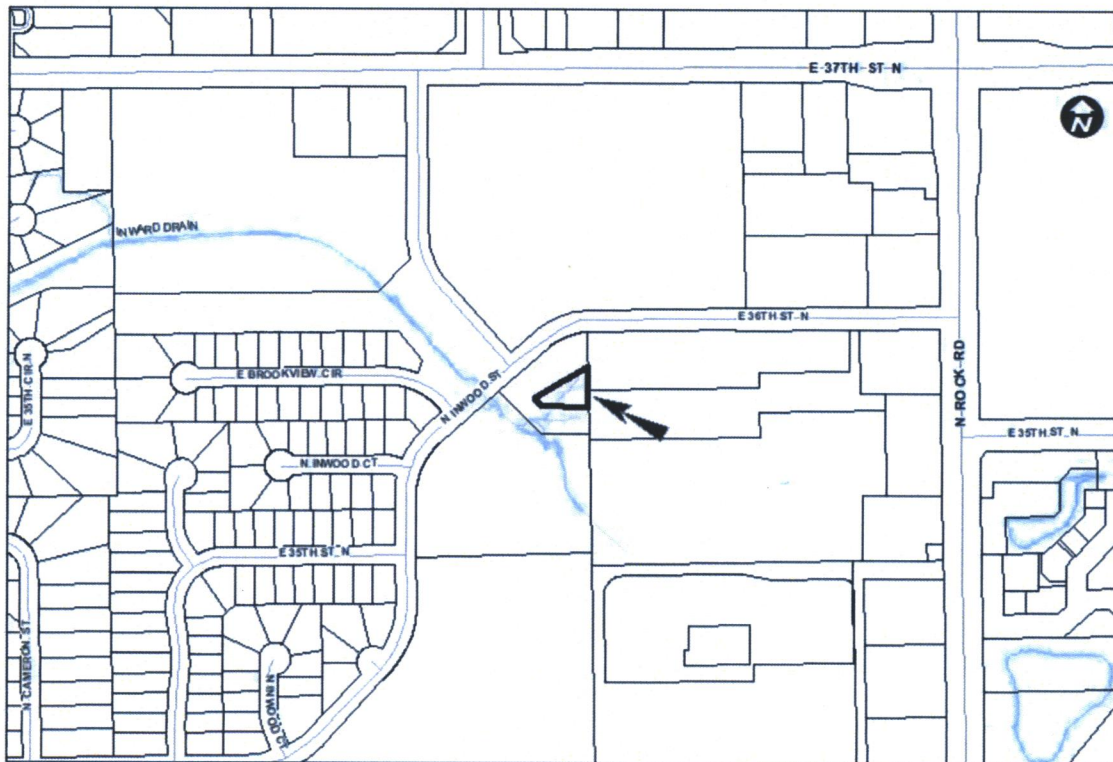 E 37TH ST N
N
INWARD DRAIN
E 36TH ST N
E 35TH CIR N
E BROOKVIEW CIR
N INWOOD ST
N ROCK RD
E 35TH ST N
N INWOOD CT
E 35TH ST N
N CAMERON ST
N INWOOD CT